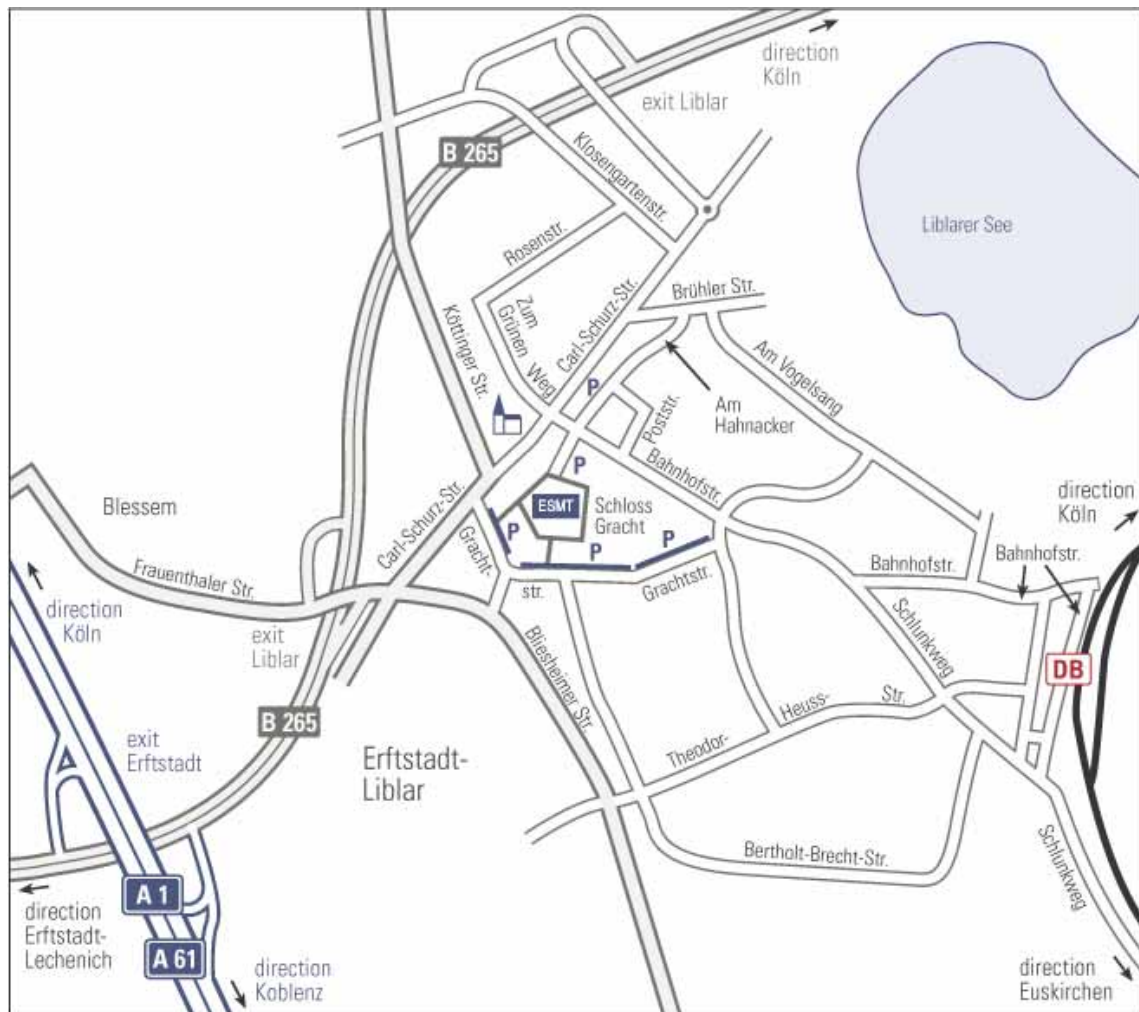 direction
Köln
exit Liblar
B 265
Klosengartenstr.
Liblarer See
Rosenstr.
Brühler Str.
Zum
Grünen
Weg
Carl-Schurz-Str.
Köttinger Str.
Am Vogelsang
P
Am
Hahnacker
Poststr.
Bahnhofstr.
P
direction
Köln
Blessem
Carl-Schurz-Str.
ESMT
Schloss
Gracht
P
P
P
Bahnhofstr.
Bahnhofstr.
Gracht-
str.
Grachtstr.
Frauenthaler Str.
direction
Köln
exit
Liblar
Schlunkweg
DB
Bliesheimer Str.
Theodor-
Heuss-
Str.
B 265
exit
Erftstadt
Erftstadt-
Liblar
Bertholt-Brecht-Str.
Schlunkweg
A 1
A 61
direction
Erftstadt-
Lechenich
direction
Koblenz
direction
Euskirchen